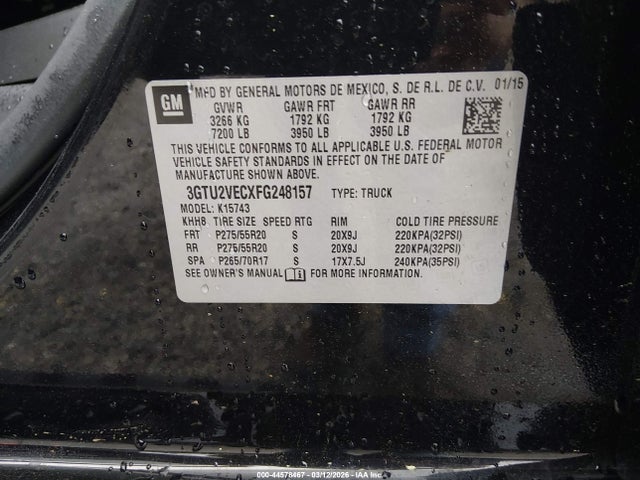 GM
MFD BY GENERAL MOTORS DE MEXICO, S. DE R.L. DE C.V. 01/15
GVWR GAWR FRT GAWR RR
3266 KG 1792 KG 1792 KG
7200 LB 3950 LB 3950 LB
THIS VEHICLE CONFORMS TO ALL APPLICABLE U.S. FEDERAL MOTOR
VEHICLE SAFETY STANDARDS IN EFFECT ON THE DATE OF
MANUFACTURE SHOWN ABOVE.
3GTU2VECXFG248157 TYPE: TRUCK
MODEL: K15743
KHH8 TIRE SIZE SPEED RTG RIM COLD TIRE PRESSURE
FRT P275/55R20 S 20X9J 220KPA(32PSI)
RR P275/55R20 S 20X9J 220KPA(32PSI)
SPA P265/70R17 S 17X7.5J 240KPA(35PSI)
SEE OWNER'S MANUAL FOR MORE INFORMATION.
000-44578467 - 03/12/2026 - IAAI.COM